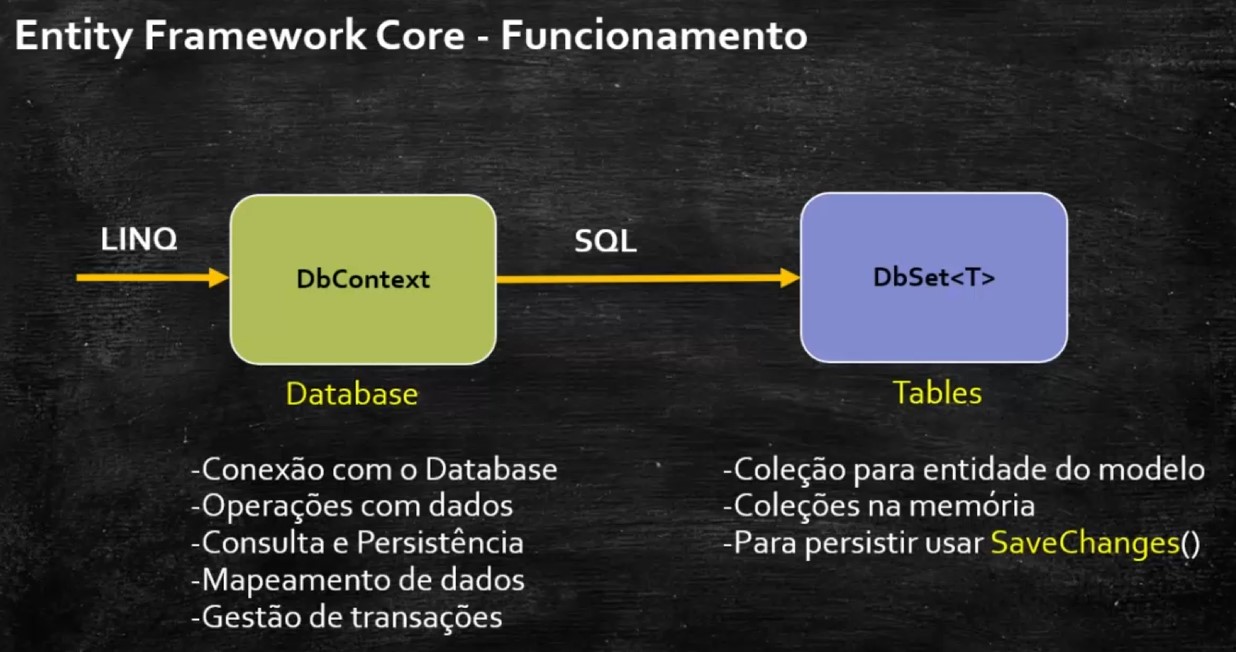 Entity Framework Core - Funcionamento
LINQ
DbContext
SQL
DbSet<T>
Database
Tables
-Conexão com o Database
-Operações com dados
-Consulta e Persistência
-Mapeamento de dados
-Gestão de transações
-Coleção para entidade do modelo
-Coleções na memória
-Para persistir usar SaveChanges()